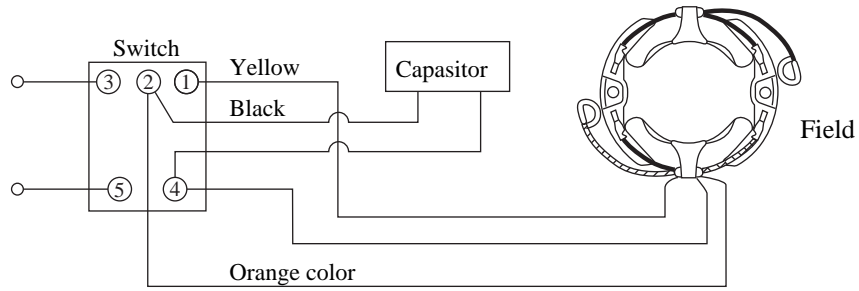 Switch
3 2 1
Yellow
Capasitor
Black
Field
5 4
Orange color